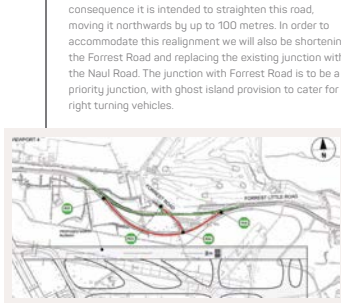 consequence it is intended to straighten this road,
moving it northwards by up to 100 metres. In order to
accommodate this realignment we will also be shortenin
the Forrest Road and replacing the existing junction with
the Naul Road. The junction with Forrest Road is to be a
priority junction, with ghost island provision to cater for
right turning vehicles.
VIEWPORT 4
N
FORREST LITTLE ROAD